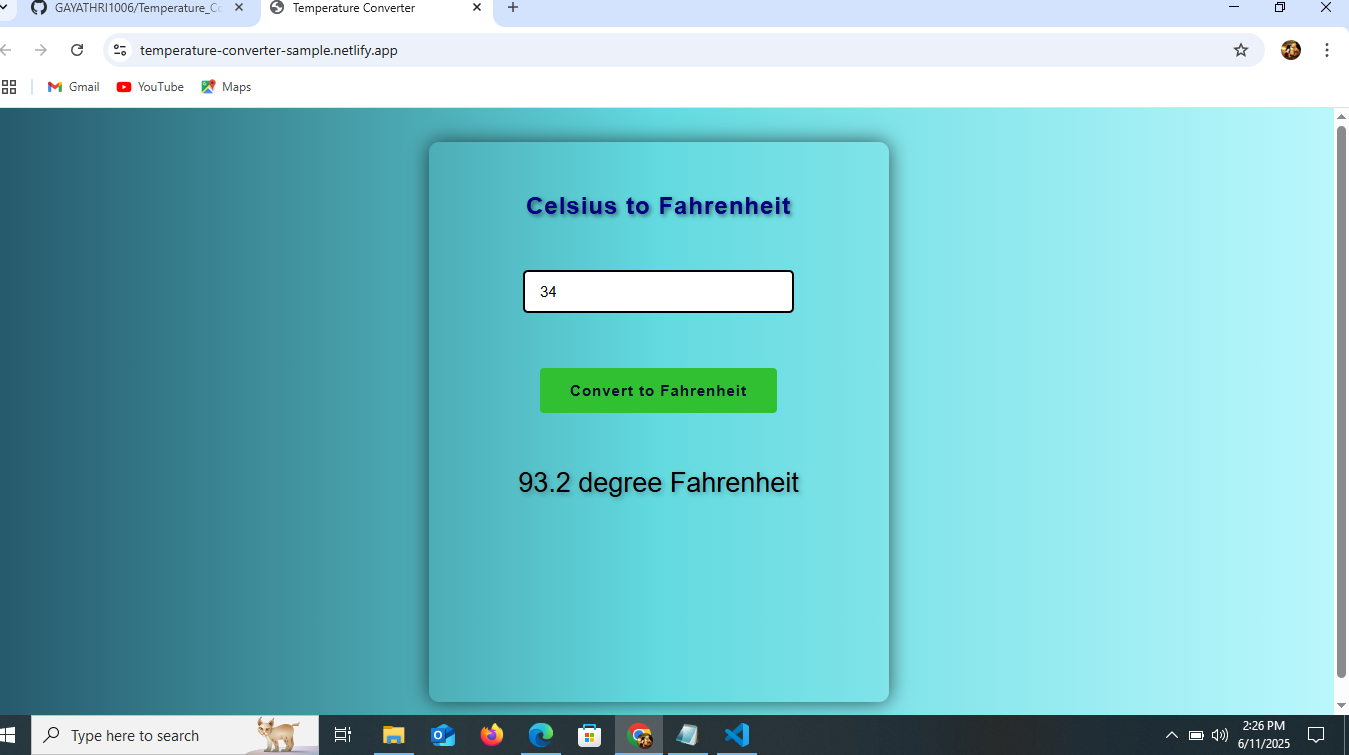 GAYATHRI1006/Temperature_Co
Temperature Converter
temperature-converter-sample.netlify.app
Gmail
YouTube
Maps
Celsius to Fahrenheit
34
Convert to Fahrenheit
93.2 degree Fahrenheit
Type here to search
2:26 PM
6/11/2025